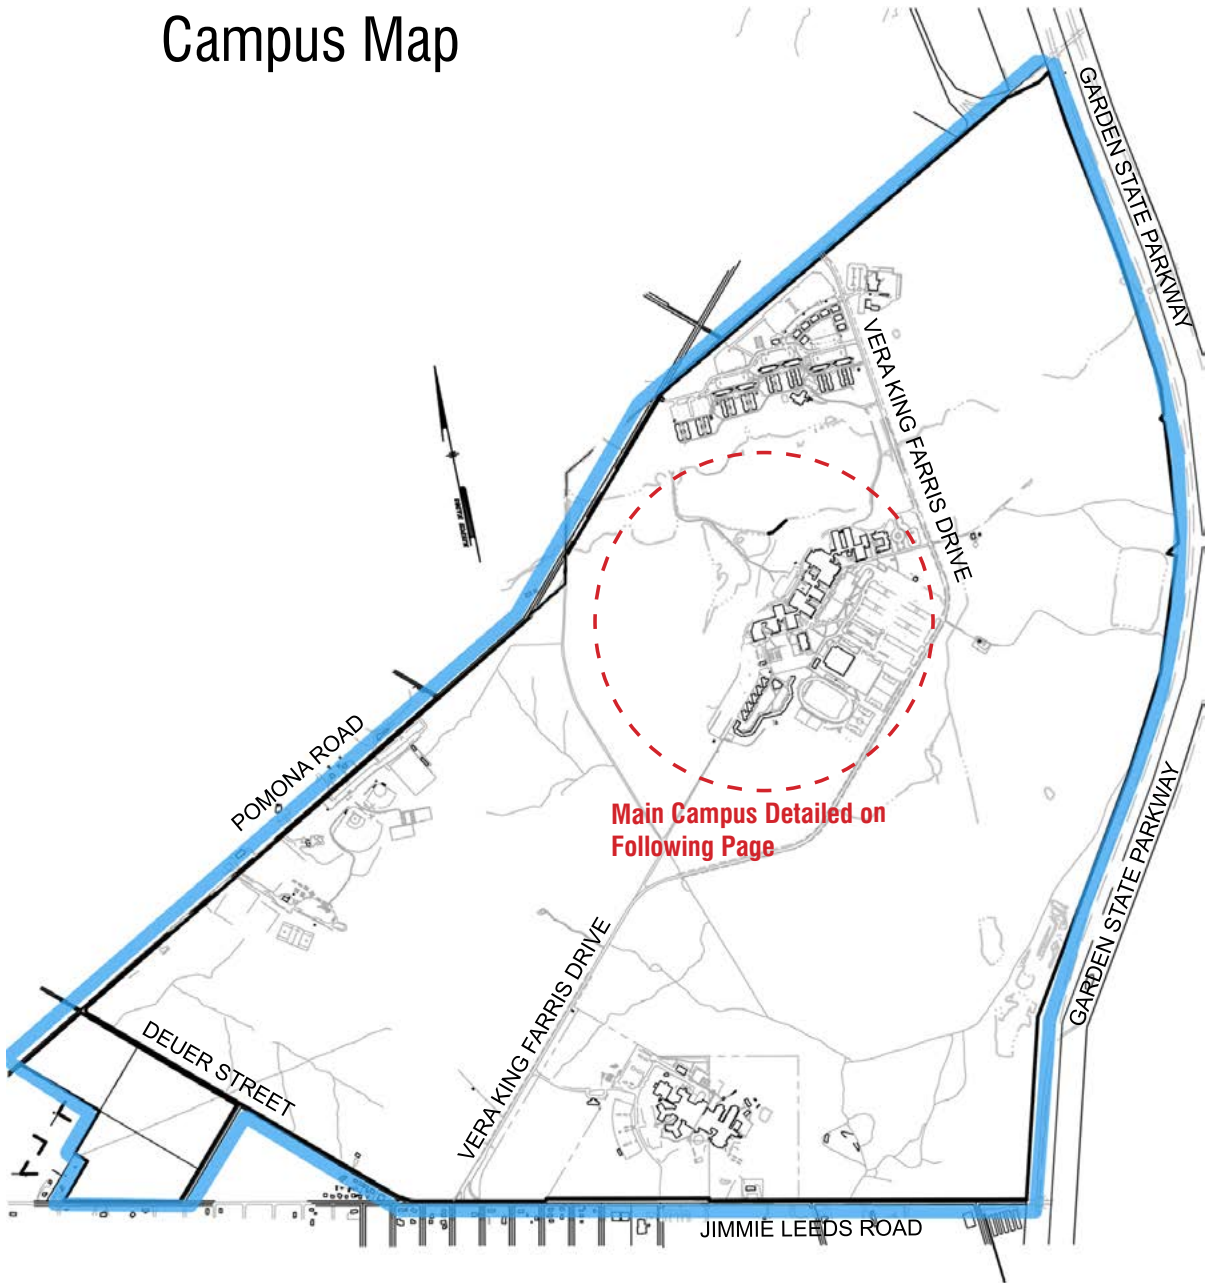 Campus Map
GARDEN STATE PARKWAY
VERA KING FARRIS DRIVE
POMONA ROAD
Main Campus Detailed on
Following Page
GARDEN STATE PARKWAY
VERA KING FARRIS DRIVE
DEUER STREET
JIMMIE LEEDS ROAD